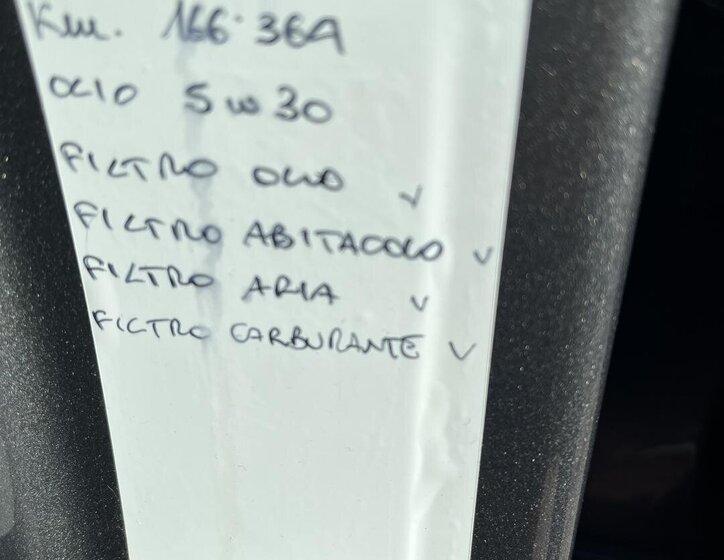 Km. 166.364
OLIO 5W30
FILTRO OLIO V
FILTRO ABITACOLO V
FILTRO ARIA V
FILTRO CARBURANTE V